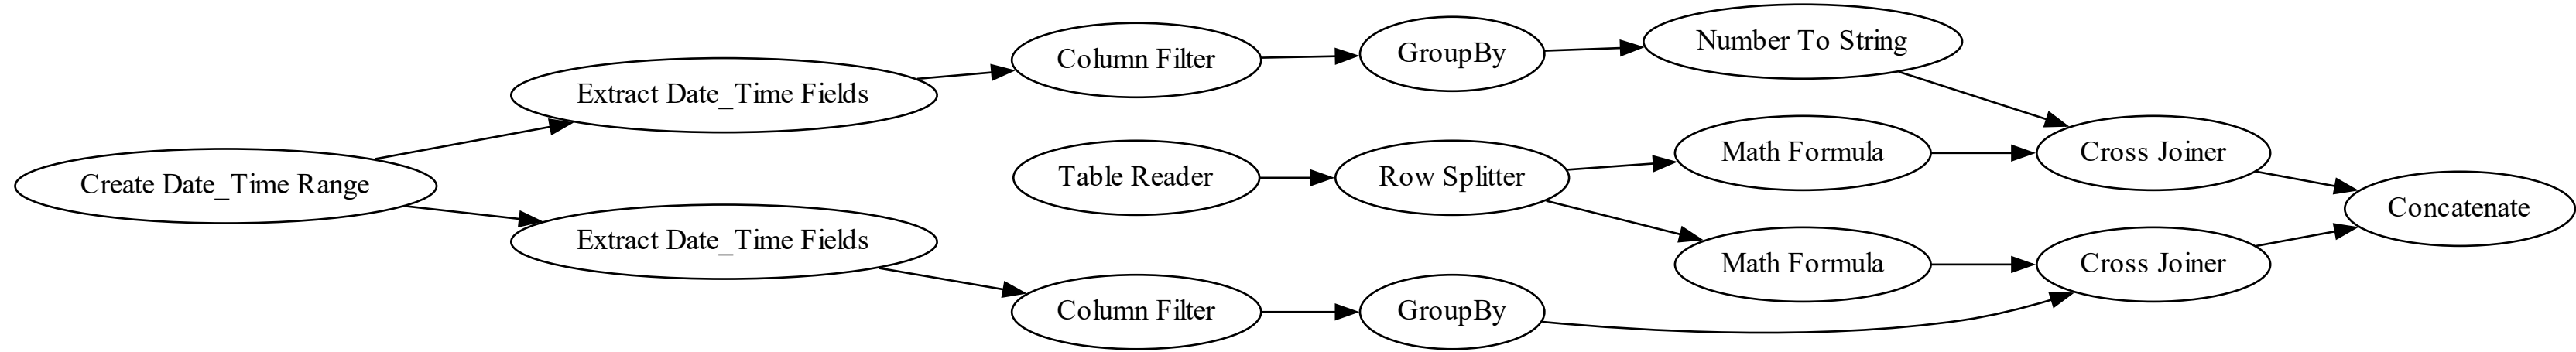 Create Date_Time Range
Extract Date_Time Fields
Column Filter
GroupBy
Number To String
Table Reader
Row Splitter
Math Formula
Cross Joiner
Concatenate
Extract Date_Time Fields
Math Formula
Cross Joiner
Column Filter
GroupBy